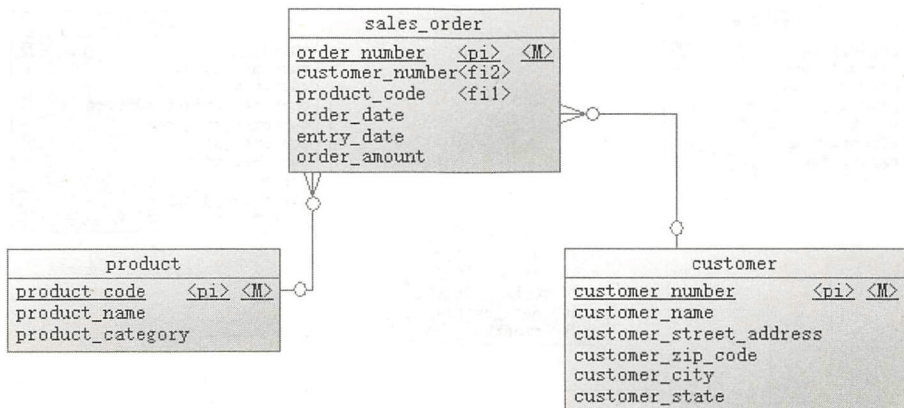 sales_order
order_number <pi> <M>
customer_number<fi2>
product_code <fi1>
order_date
entry_date
order_amount
product
product_code <pi> <M>
product_name
product_category
customer
customer_number <pi> <M>
customer_name
customer_street_address
customer_zip_code
customer_city
customer_state